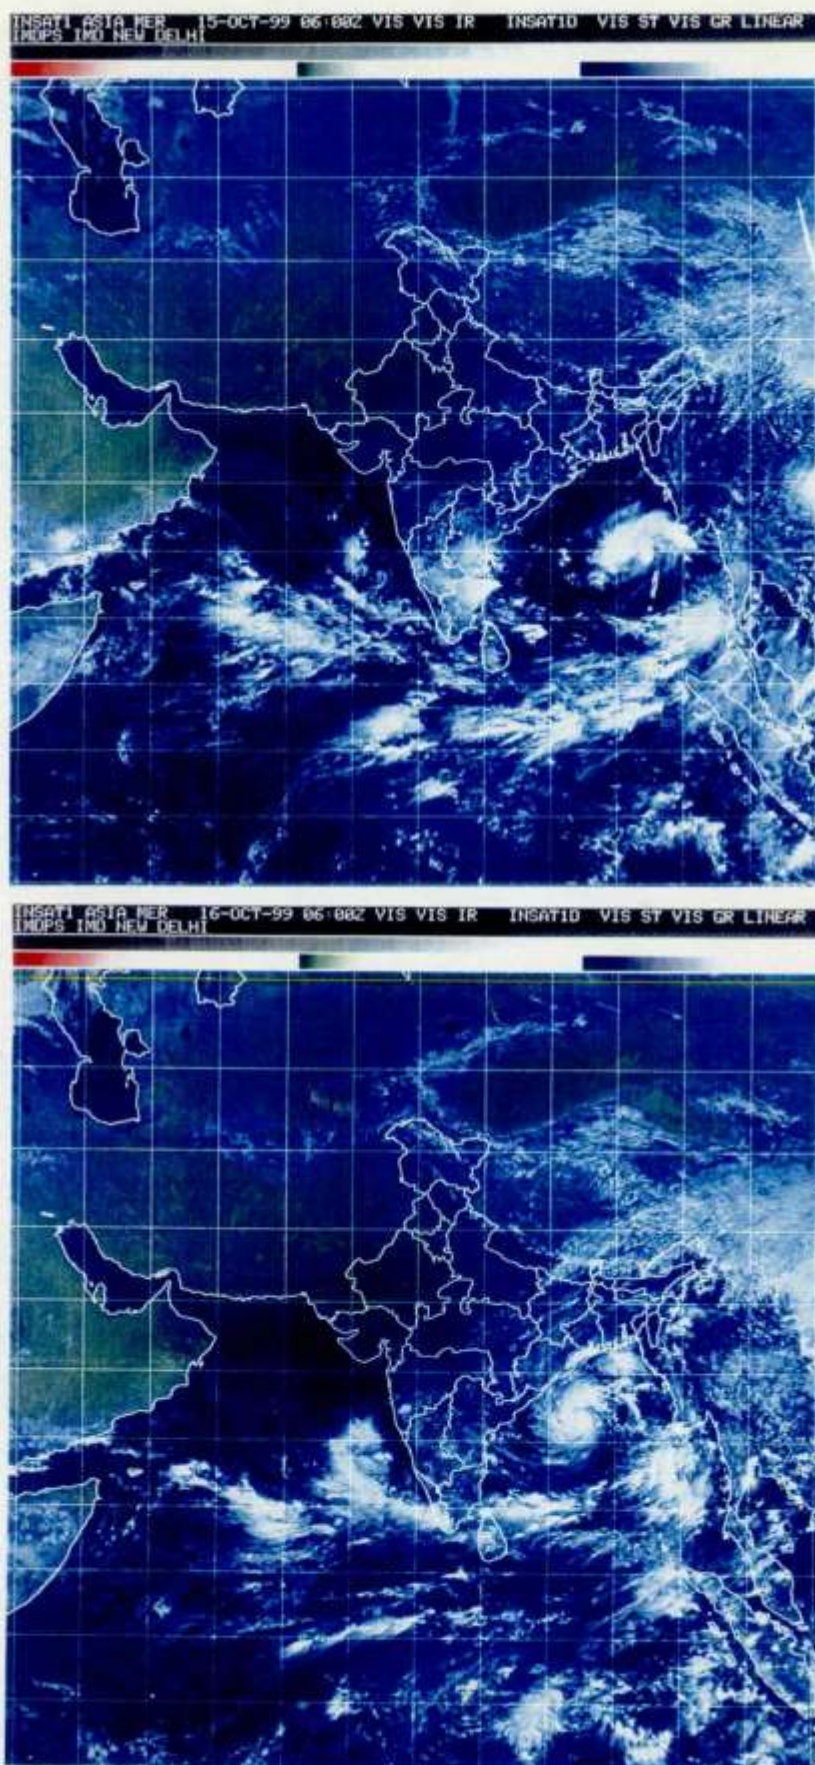 INSAT1 ASIA MER 15-OCT-99 06:00Z VIS VIS IR INSAT1D VIS ST VIS GR LINEAR
IMDPS IMD NEW DELHI
INSAT1 ASIA MER 16-OCT-99 06:00Z VIS VIS IR INSAT1D VIS ST VIS GR LINEAR
IMDPS IMD NEW DELHI